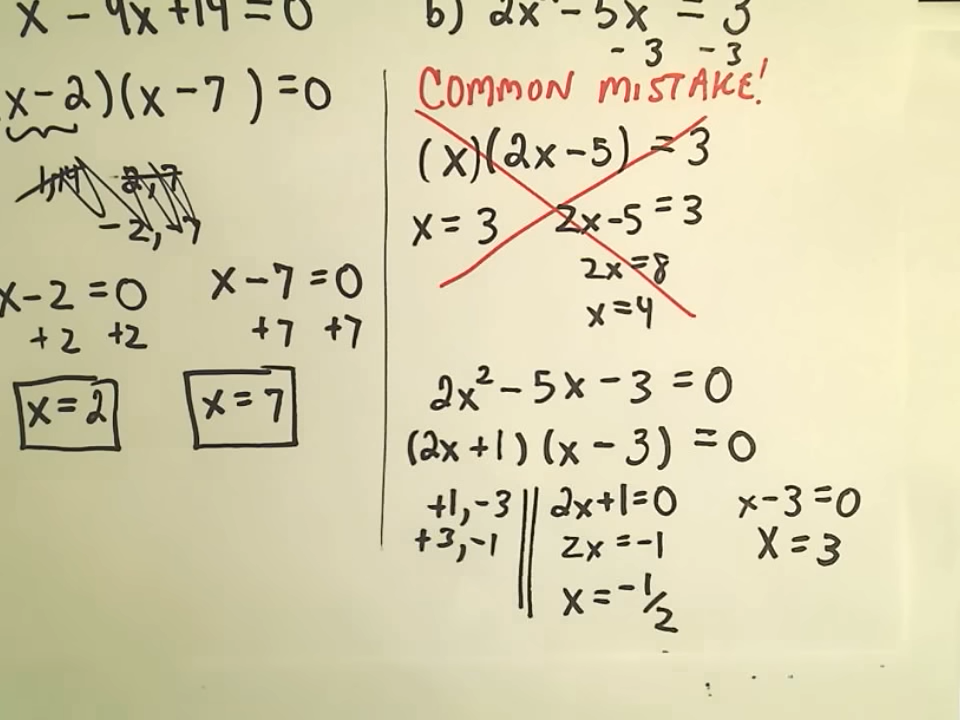 x - 9x + 14 = 0
x - 2)(x - 7) = 0
- 2, - 7
x - 2 = 0 x - 7 = 0
+ 2 + 2 + 7 + 7
x = 2 x = 7
b) 2x² - 5x = 3
- 3 - 3
COMMON MISTAKE!
(x)(2x - 5) = 3
x = 3 2x - 5 = 3
2x = 8
x = 4
2x² - 5x - 3 = 0
(2x + 1)(x - 3) = 0
+1, -3 2x + 1 = 0 x - 3 = 0
+3, -1 2x = -1 x = 3
x = -1/2